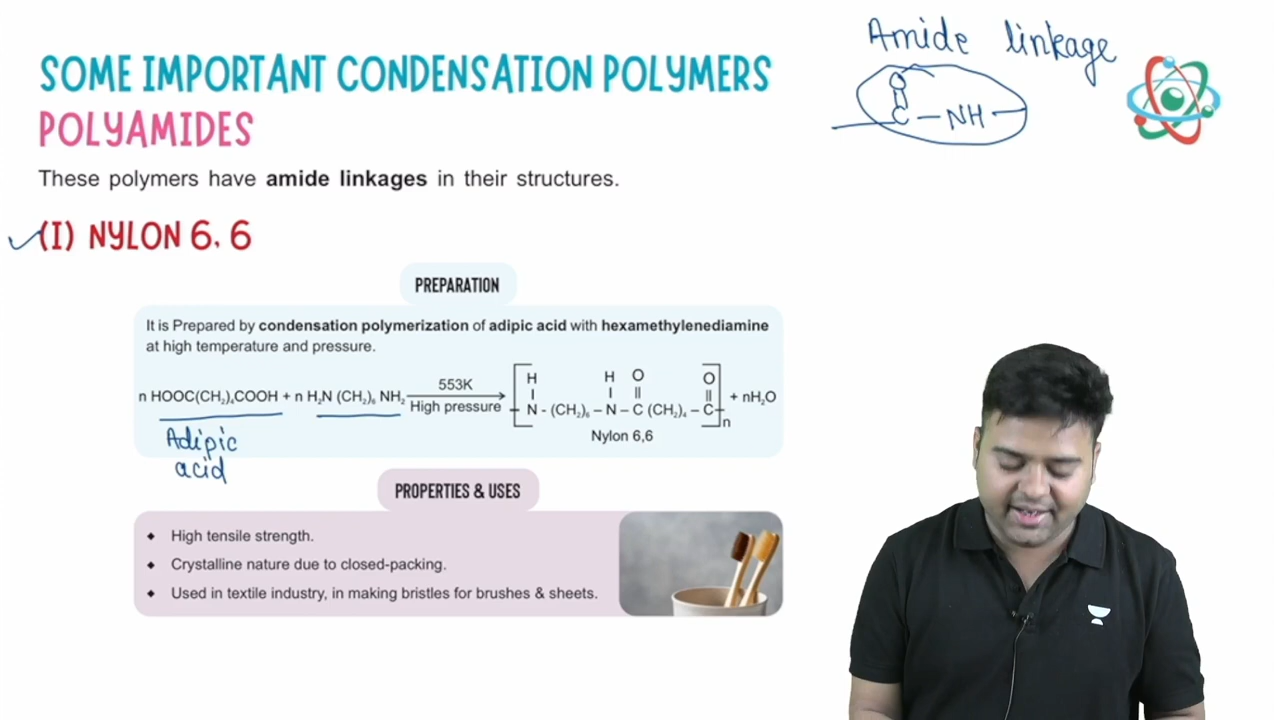 Amide linkage
O
C – NH –
SOME IMPORTANT CONDENSATION POLYMERS
POLYAMIDES
These polymers have amide linkages in their structures.
(I) NYLON 6, 6
PREPARATION
It is Prepared by condensation polymerization of adipic acid with hexamethylenediamine
at high temperature and pressure.
n HOOC(CH₂)₄COOH + n H₂N (CH₂)₆ NH₂ 553K High pressure
H H O O
N - (CH₂)₆ – N – C (CH₂)₄ – C n + nH₂O
Nylon 6,6
Adipic
acid
PROPERTIES & USES
High tensile strength.
Crystalline nature due to closed-packing.
Used in textile industry, in making bristles for brushes & sheets.